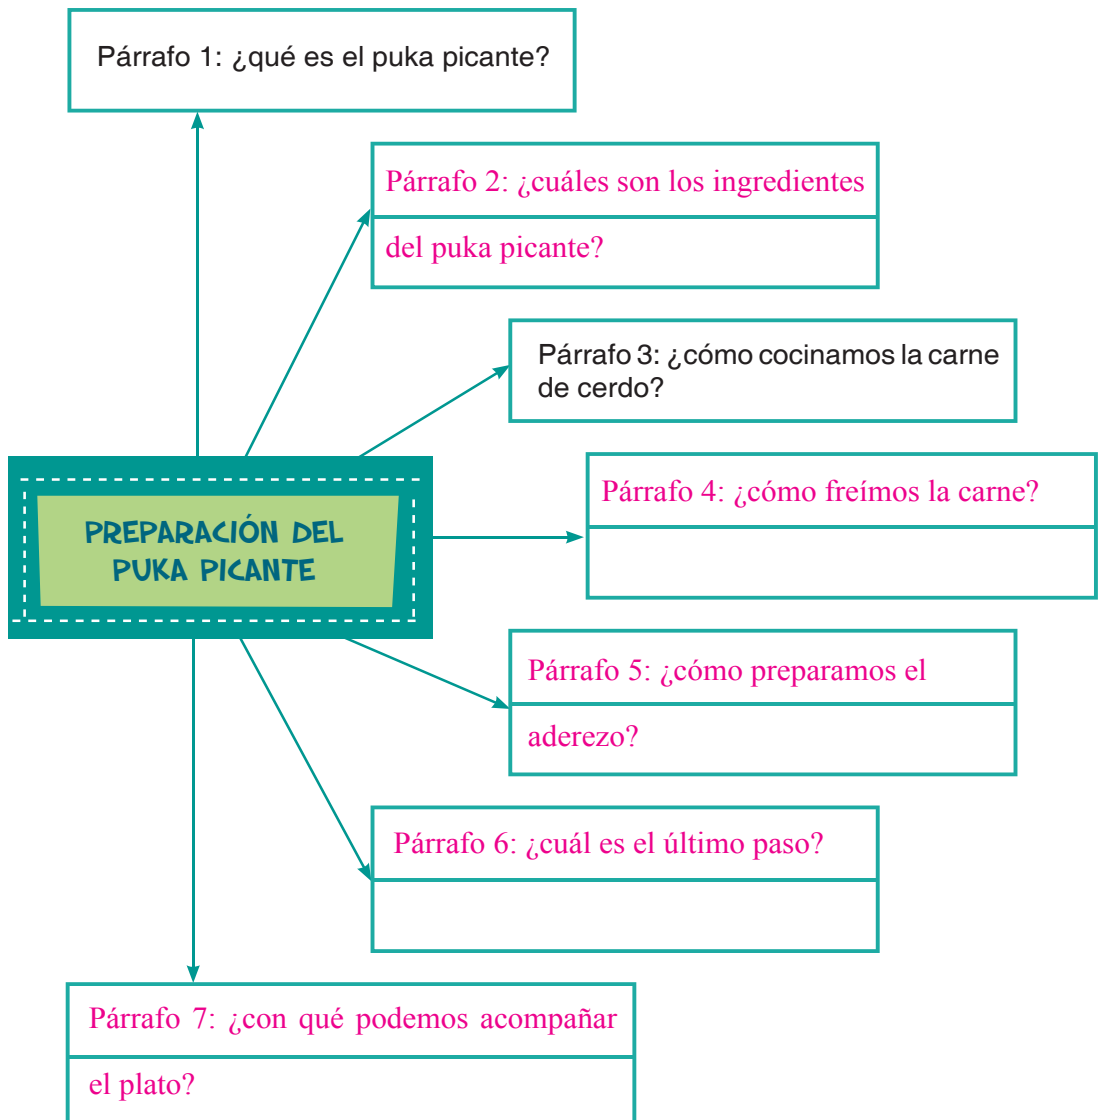 Párrafo 1: ¿qué es el puka picante?
Párrafo 2: ¿cuáles son los ingredientes
del puka picante?
Párrafo 3: ¿cómo cocinamos la carne
de cerdo?
Párrafo 4: ¿cómo freímos la carne?
PREPARACIÓN DEL
PUKA PICANTE
Párrafo 5: ¿cómo preparamos el
aderezo?
Párrafo 6: ¿cuál es el último paso?
Párrafo 7: ¿con qué podemos acompañar
el plato?